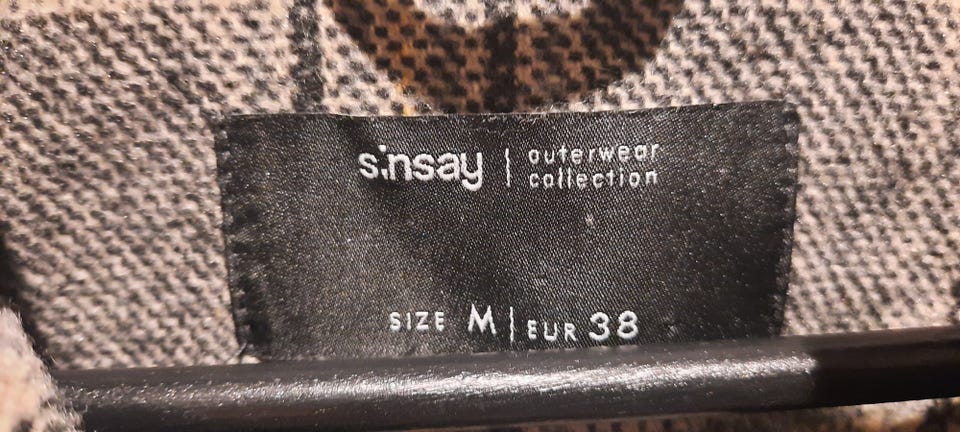 sinsay | outerwear
collection
SIZE M | EUR 38